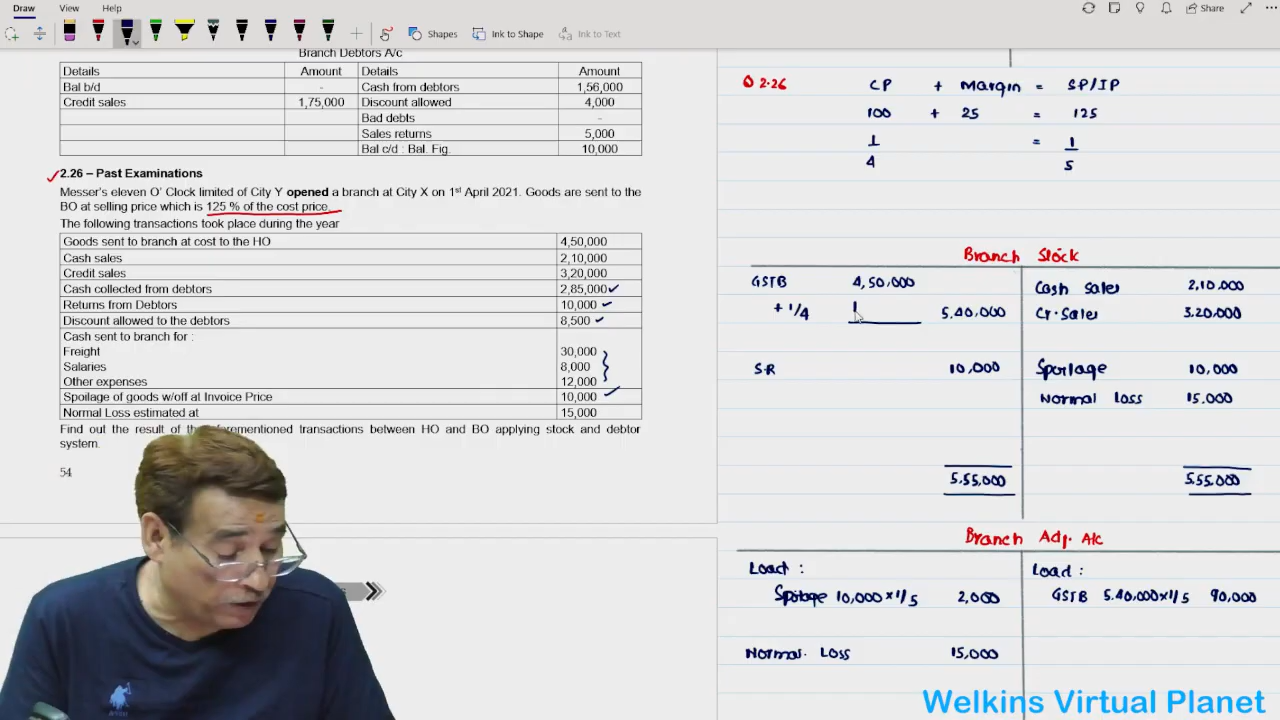 Draw View Help
Share
Shapes Ink to Shape Ink to Text
Branch Debtors A/c
Details Amount Details Amount
Bal b/d - Cash from debtors 1,56,000
Credit sales 1,75,000 Discount allowed 4,000
Bad debts -
Sales returns 5,000
Bal c/d : Bal. Fig. 10,000
2.26 – Past Examinations
Messer's eleven O' Clock limited of City Y opened a branch at City X on 1st April 2021. Goods are sent to the
BO at selling price which is 125 % of the cost price.
The following transactions took place during the year
Goods sent to branch at cost to the HO 4,50,000
Cash sales 2,10,000
Credit sales 3,20,000
Cash collected from debtors 2,85,000
Returns from Debtors 10,000
Discount allowed to the debtors 8,500
Cash sent to branch for :
Freight 30,000
Salaries 8,000
Other expenses 12,000
Spoilage of goods w/off at Invoice Price 10,000
Normal Loss estimated at 15,000
Find out the result of the forementioned transactions between HO and BO applying stock and debtor
system.
54
Q 2.26 CP + Margin = SP/IP
100 + 25 = 125
1/4 = 1/5
Branch Stock
GSTB 4,50,000 Cash sales 2,10,000
+ 1/4 1 5,40,000 Cr. sales 3,20,000
SR 10,000 Spoilage 10,000
Normal Loss 15,000
5,55,000 5,55,000
Branch Adj. A/c
Load : Load :
Spoilage 10,000 × 1/5 2,000 GSTB 5,40,000 × 1/5 90,000
Normal Loss 15,000
Welkins Virtual Planet